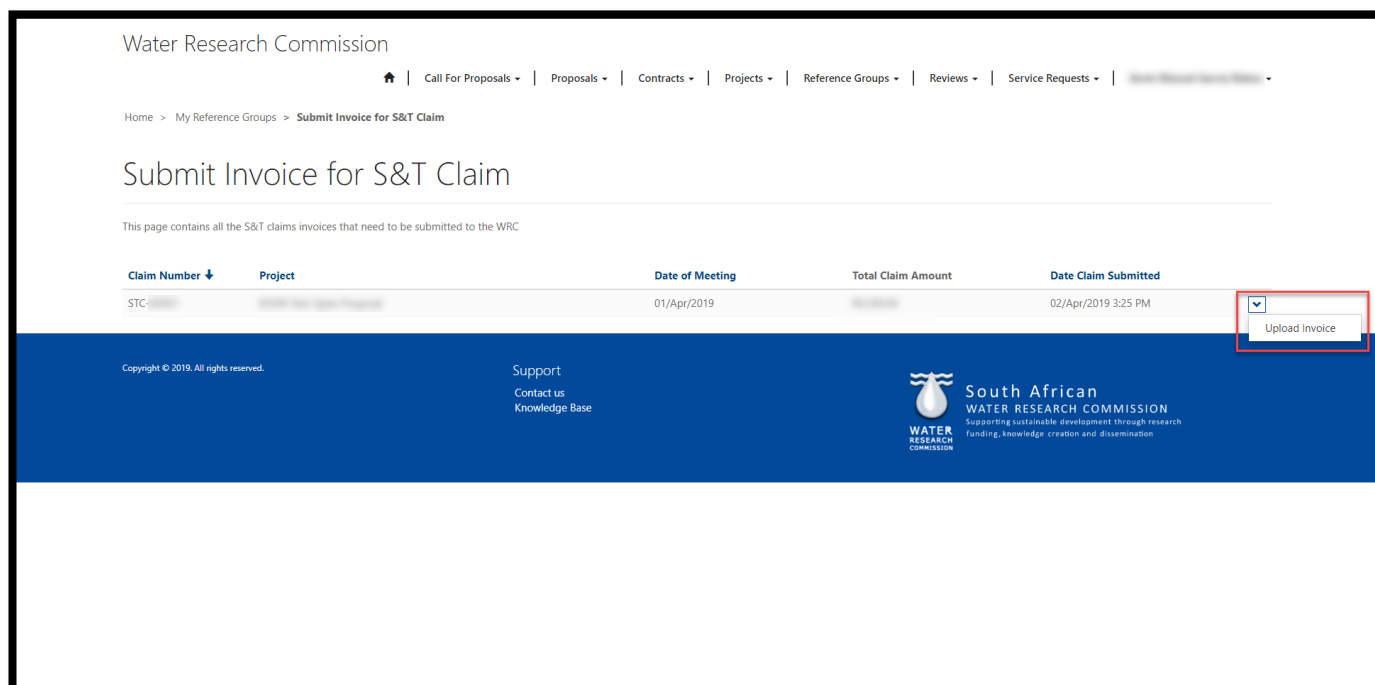 Water Research Commission
Call For Proposals | Proposals | Contracts | Projects | Reference Groups | Reviews | Service Requests |
Home > My Reference Groups > Submit Invoice for S&T Claim
Submit Invoice for S&T Claim
This page contains all the S&T claims invoices that need to be submitted to the WRC
Claim Number Project Date of Meeting Total Claim Amount Date Claim Submitted
STC- 01/Apr/2019 02/Apr/2019 3:25 PM
Upload Invoice
Copyright © 2019. All rights reserved.
Support
Contact us
Knowledge Base
WATER
RESEARCH
COMMISSION
South African
WATER RESEARCH COMMISSION
Supporting sustainable development through research
funding, knowledge creation and dissemination